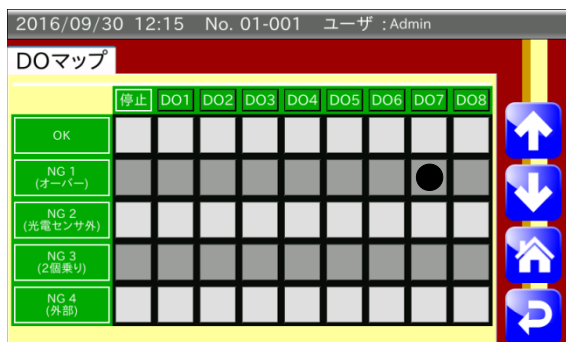 2016/09/30 12:15 No. 01-001 ユーザ :Admin
DOマップ
停止 DO1 DO2 DO3 DO4 DO5 DO6 DO7 DO8
OK
NG 1
(オーバー)
NG 2
(光電センサ外)
NG 3
(2個乗り)
NG 4
(外部)